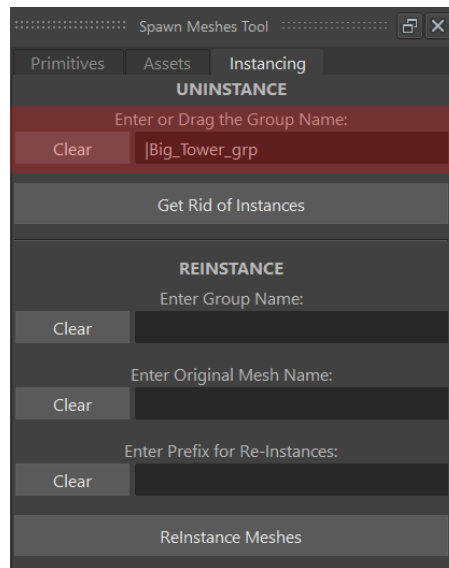 Spawn Meshes Tool
Primitives Assets Instancing
UNINSTANCE
Enter or Drag the Group Name:
Clear |Big_Tower_grp
Get Rid of Instances
REINSTANCE
Enter Group Name:
Clear
Enter Original Mesh Name:
Clear
Enter Prefix for Re-Instances:
Clear
ReInstance Meshes